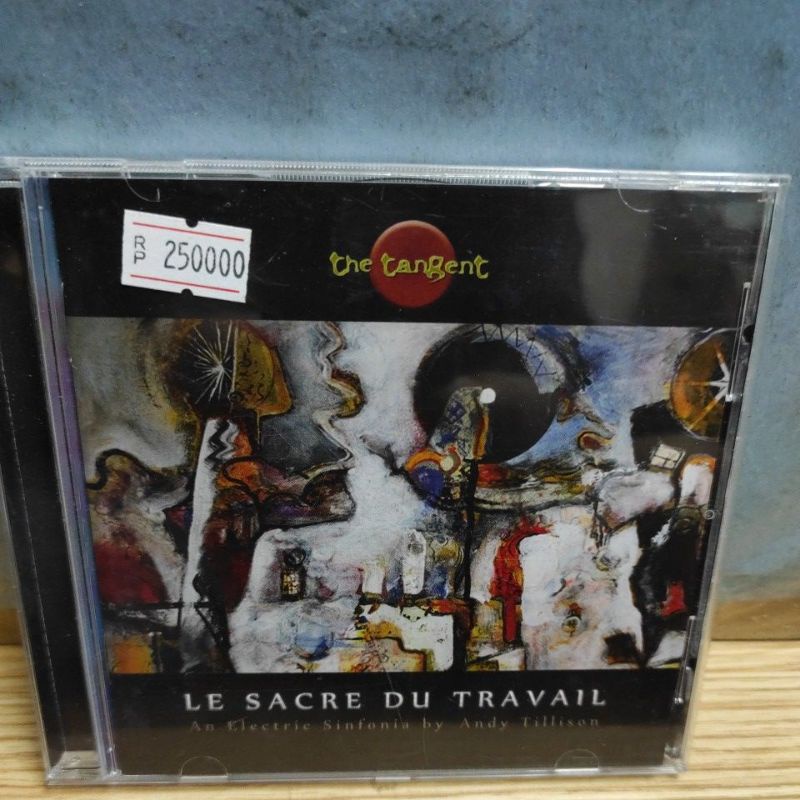 RP 250000
the tangent
LE SACRE DU TRAVAIL
An Electric Sinfonia by Andy Tillison